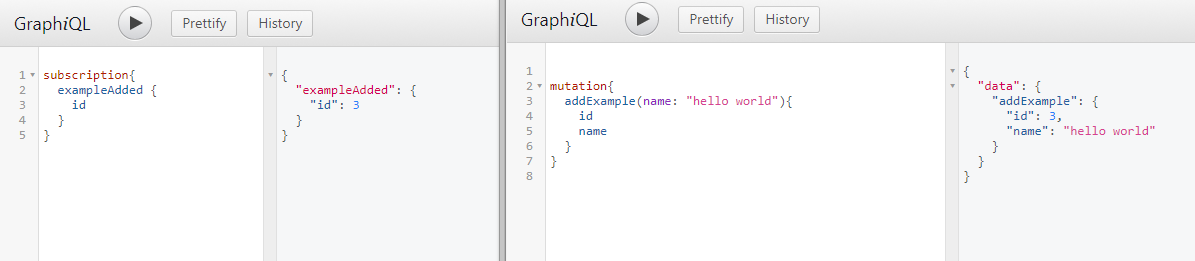 GraphiQL Prettify History
1 subscription{
2 exampleAdded {
3 id
4 }
5 }
{
"exampleAdded": {
"id": 3
}
}
GraphiQL Prettify History
1
2 mutation{
3 addExample(name: "hello world"){
4 id
5 name
6 }
7 }
8
{
"data": {
"addExample": {
"id": 3,
"name": "hello world"
}
}
}